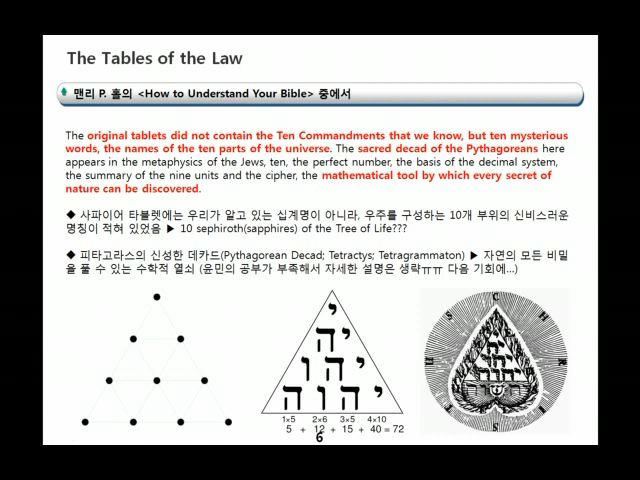 The Tables of the Law
맨리 P. 홀의 <How to Understand Your Bible> 중에서
The original tablets did not contain the Ten Commandments that we know, but ten mysterious
words, the names of the ten parts of the universe. The sacred decad of the Pythagoreans here
appears in the metaphysics of the Jews, ten, the perfect number, the basis of the decimal system,
the summary of the nine units and the cipher, the mathematical tool by which every secret of
nature can be discovered.
◆ 사파이어 타블렛에는 우리가 알고 있는 십계명이 아니라, 우주를 구성하는 10개 부위의 신비스러운
명칭이 적혀 있었음 ▶ 10 sephiroth(sapphires) of the Tree of Life???
◆ 피타고라스의 신성한 데카드(Pythagorean Decad; Tetractys; Tetragrammaton) ▶ 자연의 모든 비밀
을 풀 수 있는 수학적 열쇠 (윤민의 공부가 부족해서 자세한 설명은 생략ㅠㅠ 다음 기회에...)
י
יה
יהו
יהוה
1×5 2×6 3×5 4×10
5 + 12 + 15 + 40 = 72
6